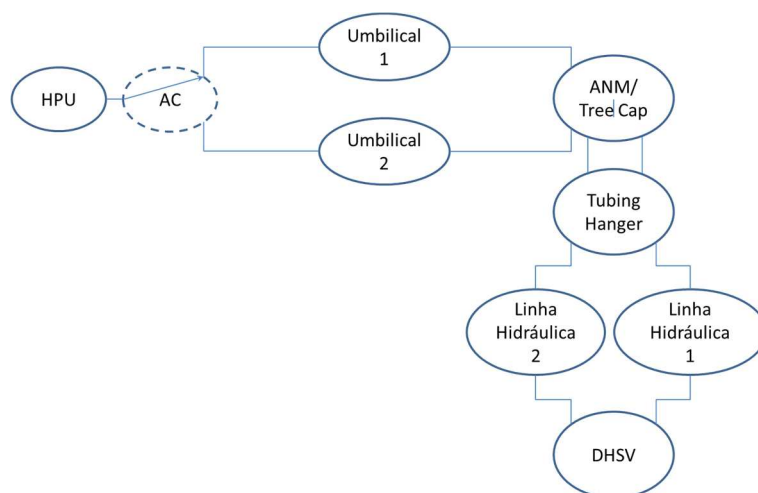 Umbilical
1
HPU
AC
ANM/
Tree Cap
Umbilical
2
Tubing
Hanger
Linha
Hidráulica
2
Linha
Hidráulica
1
DHSV